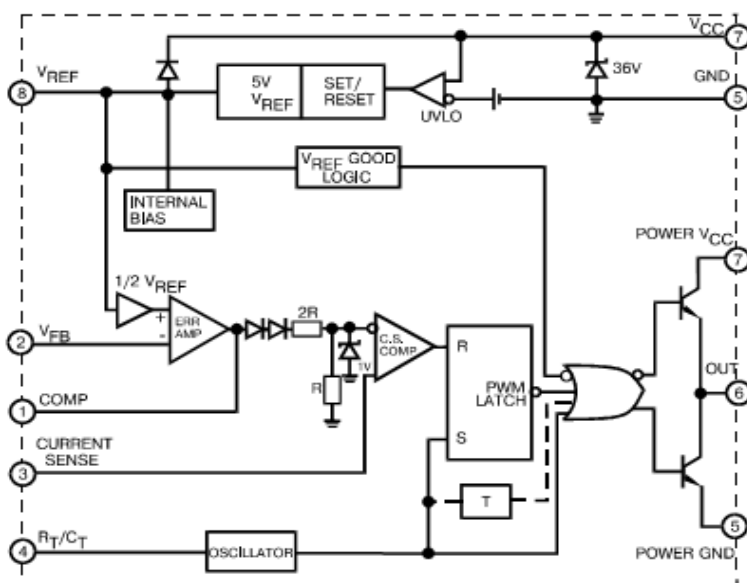 VCC
7
VREF
8
5V
VREF
SET/
RESET
UVLO
36V
GND
5
VREF GOOD
LOGIC
INTERNAL
BIAS
POWER VCC
7
1/2 VREF
+
-
ERR
AMP
2R
C.S.
COMP
1V
R
VFB
2
COMP
1
CURRENT
SENSE
3
R
PWM
LATCH
S
OUT
6
T
RT/CT
4
OSCILLATOR
5
POWER GND